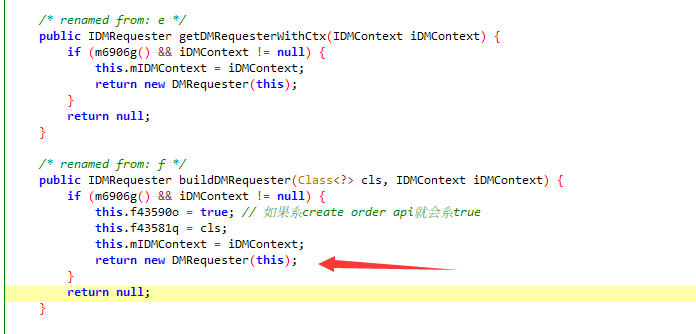 /* renamed from: e */
public IDMRequester getDMRequesterWithCtx(IDMContext iDMContext) {
if (m6906g() && iDMContext != null) {
this.mIDMContext = iDMContext;
return new DMRequester(this);
}
return null;
}
/* renamed from: f */
public IDMRequester buildDMRequester(Class<?> cls, IDMContext iDMContext) {
if (m6906g() && iDMContext != null) {
this.f43590o = true; // 如果系create order api就会系true
this.f43581q = cls;
this.mIDMContext = iDMContext;
return new DMRequester(this);
}
return null;
}